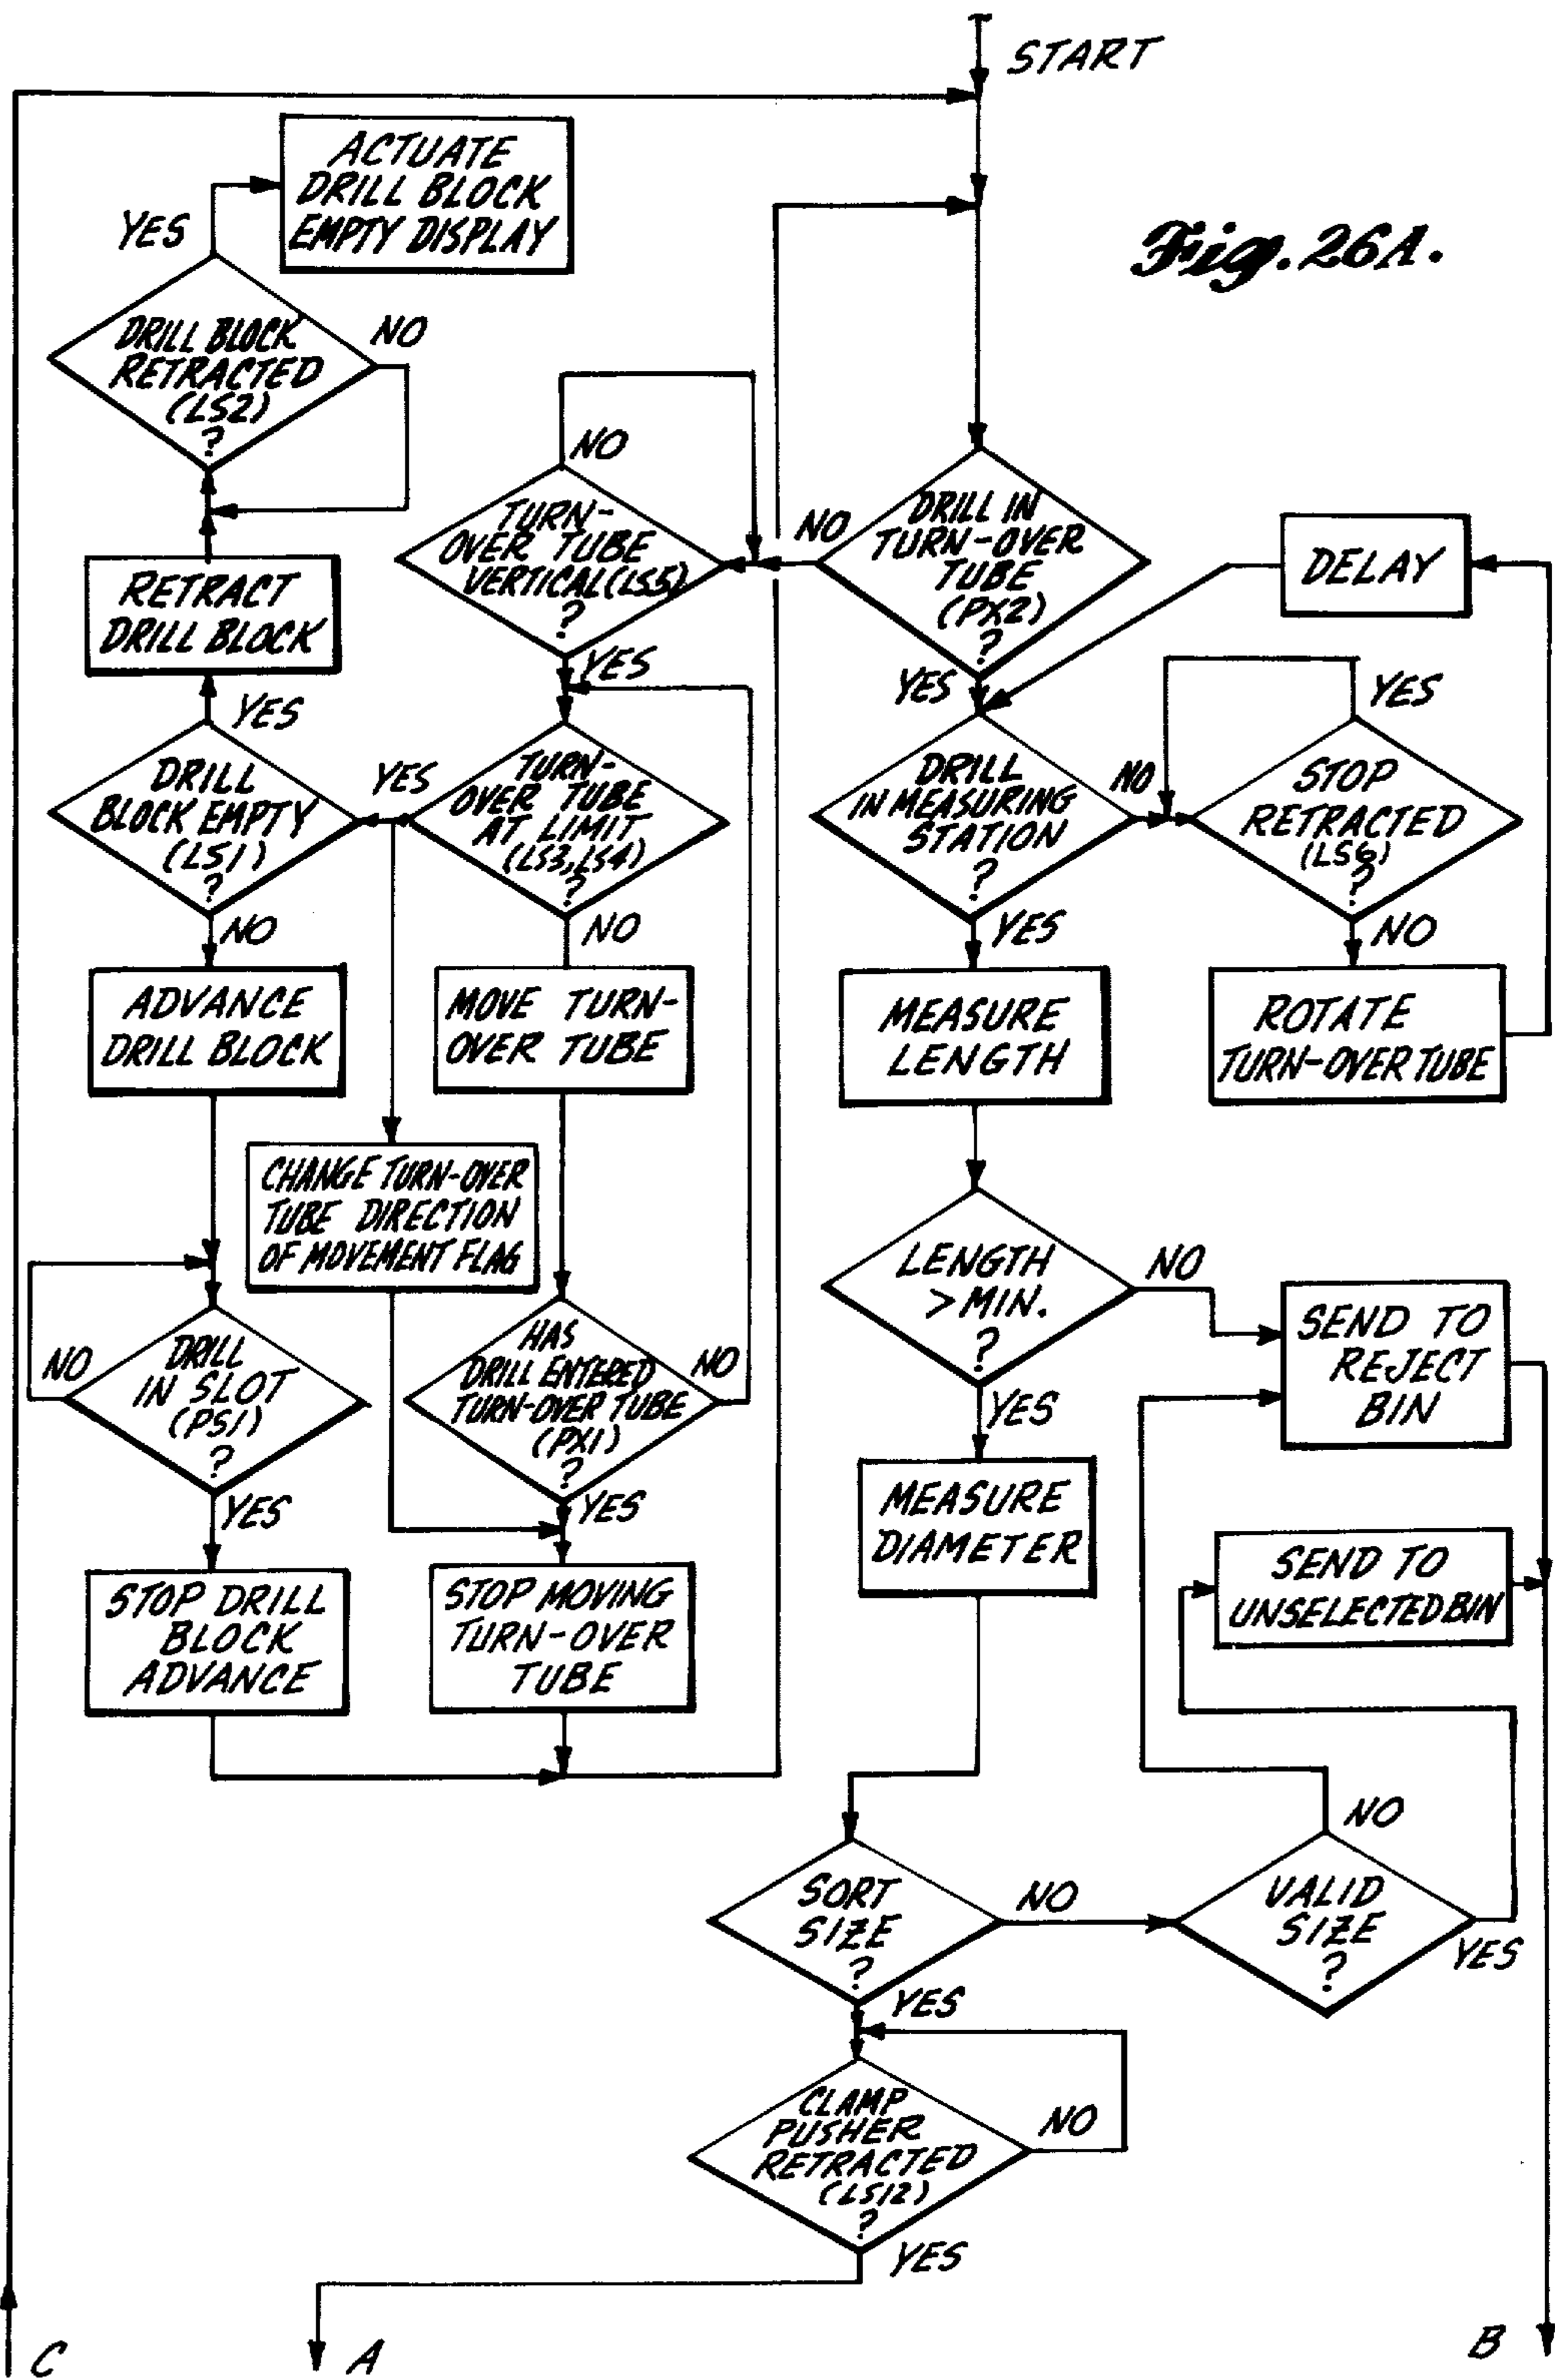 START
Fig. 26A.
ACTUATE
DRILL BLOCK
EMPTY DISPLAY
YES
DRILL BLOCK
RETRACTED
(LS2)
?
NO
RETRACT
DRILL BLOCK
YES
DRILL
BLOCK EMPTY
(LS1)
?
NO
ADVANCE
DRILL BLOCK
DRILL
IN SLOT
(PS1)
?
NO
YES
STOP DRILL
BLOCK
ADVANCE
NO
TURN-
OVER TUBE
VERTICAL (LS5)
?
YES
TURN-
OVER TUBE
AT LIMIT
(LS3, LS4)
?
YES
NO
MOVE TURN-
OVER TUBE
CHANGE TURN-OVER
TUBE DIRECTION
OF MOVEMENT FLAG
HAS
DRILL ENTERED
TURN-OVER TUBE
(PX1)
?
NO
YES
STOP MOVING
TURN-OVER
TUBE
DRILL IN
TURN-OVER
TUBE
(PX2)
?
NO
YES
DELAY
DRILL
IN MEASURING
STATION
?
NO
YES
STOP
RETRACTED
(LS6)
?
YES
NO
ROTATE
TURN-OVER TUBE
MEASURE
LENGTH
LENGTH
> MIN.
?
NO
YES
SEND TO
REJECT
BIN
MEASURE
DIAMETER
SEND TO
UNSELECTED BIN
SORT
SIZE
?
NO
YES
VALID
SIZE
?
NO
YES
CLAMP
PUSHER
RETRACTED
(LS12)
?
NO
YES
C
A
B